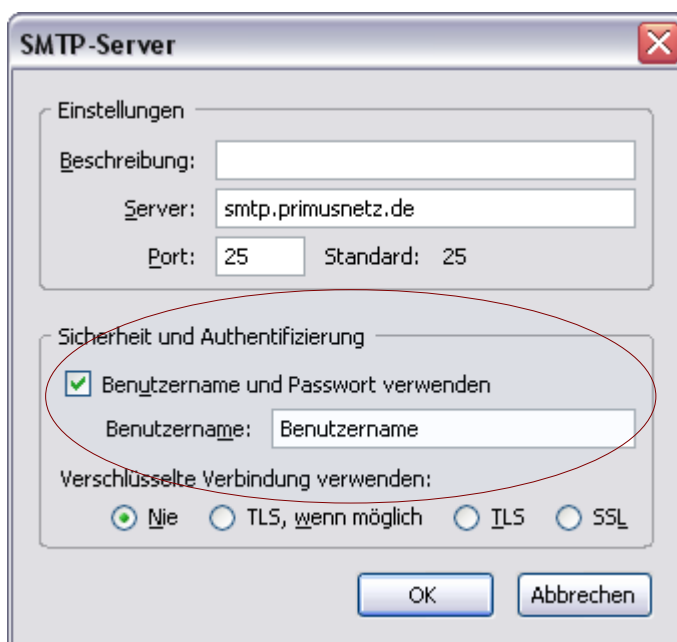 SMTP-Server
Einstellungen
Beschreibung:
Server: smtp.primusnetz.de
Port: 25 Standard: 25
Sicherheit und Authentifizierung
Benutzername und Passwort verwenden
Benutzername: Benutzername
Verschlüsselte Verbindung verwenden:
Nie TLS, wenn möglich TLS SSL
OK Abbrechen